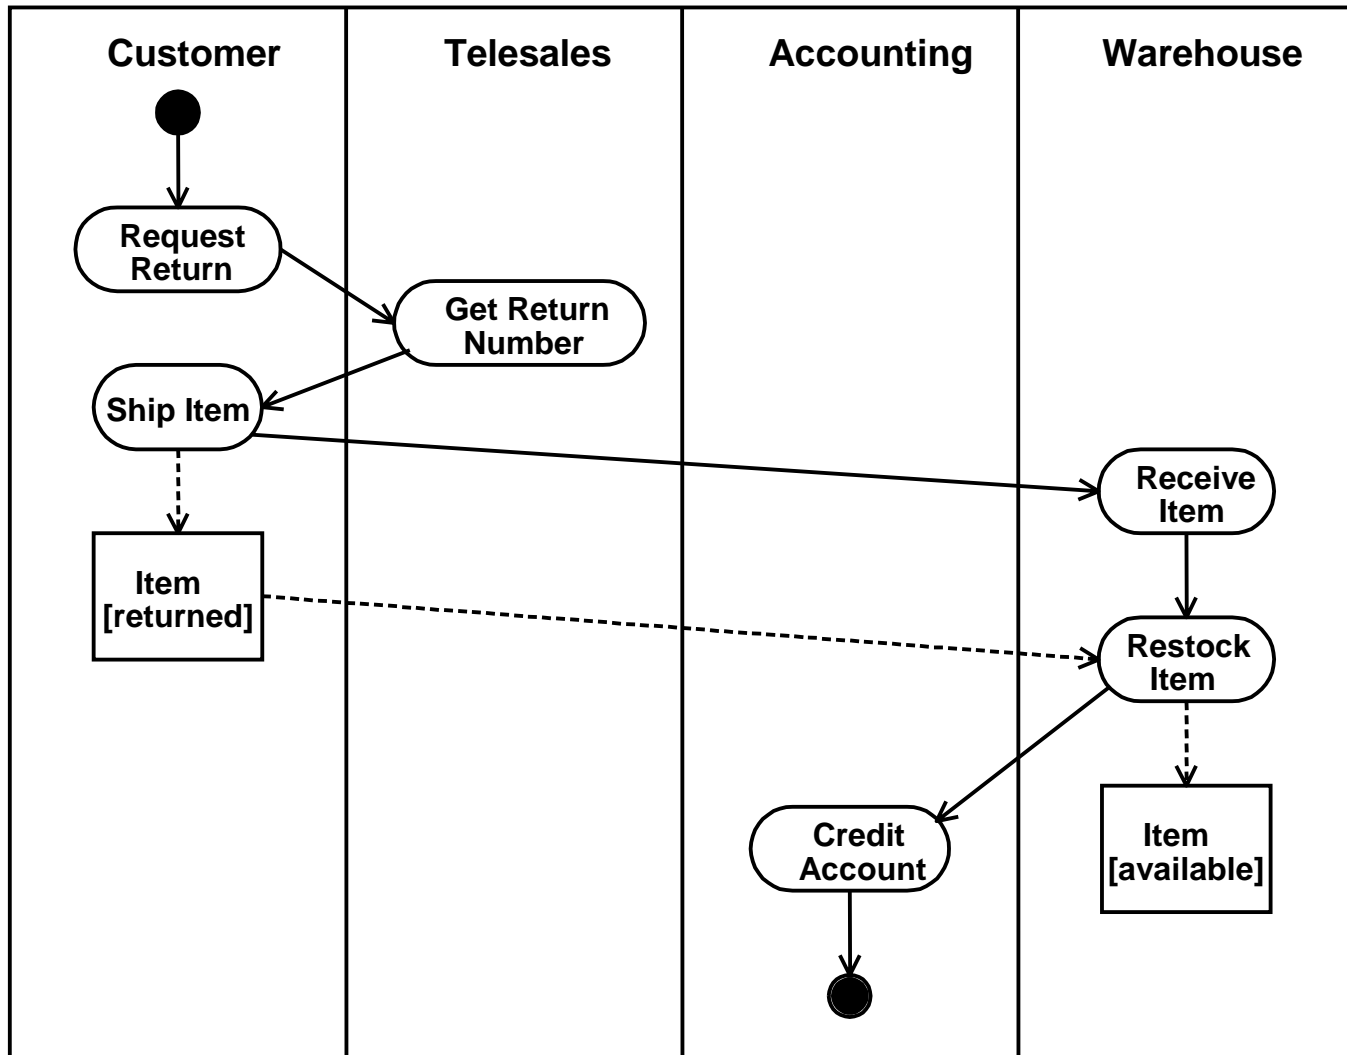 Customer
Telesales
Accounting
Warehouse
Request
Return
Get Return
Number
Ship Item
Receive
Item
Item
[returned]
Restock
Item
Credit
Account
Item
[available]